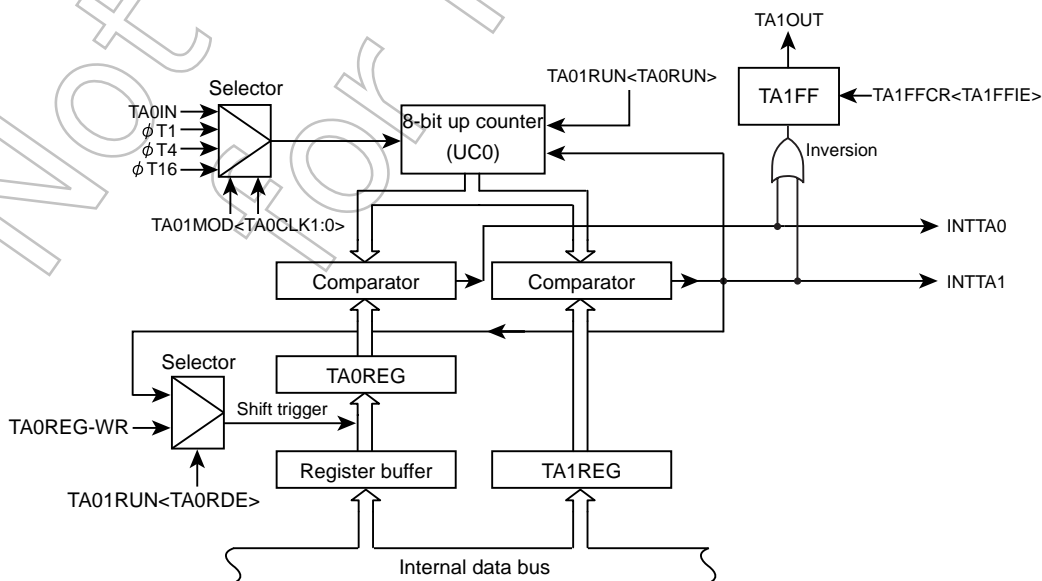 Not
for
TA1OUT
Selector
TA01RUN<TA0RUN>
TA0IN
ϕT1
ϕT4
ϕT16
8-bit up counter
(UC0)
TA1FF
TA1FFCR<TA1FFIE>
Inversion
TA01MOD<TA0CLK1:0>
INTTA0
Comparator
Comparator
INTTA1
Selector
TA0REG
Shift trigger
TA0REG-WR
Register buffer
TA1REG
TA01RUN<TA0RDE>
Internal data bus